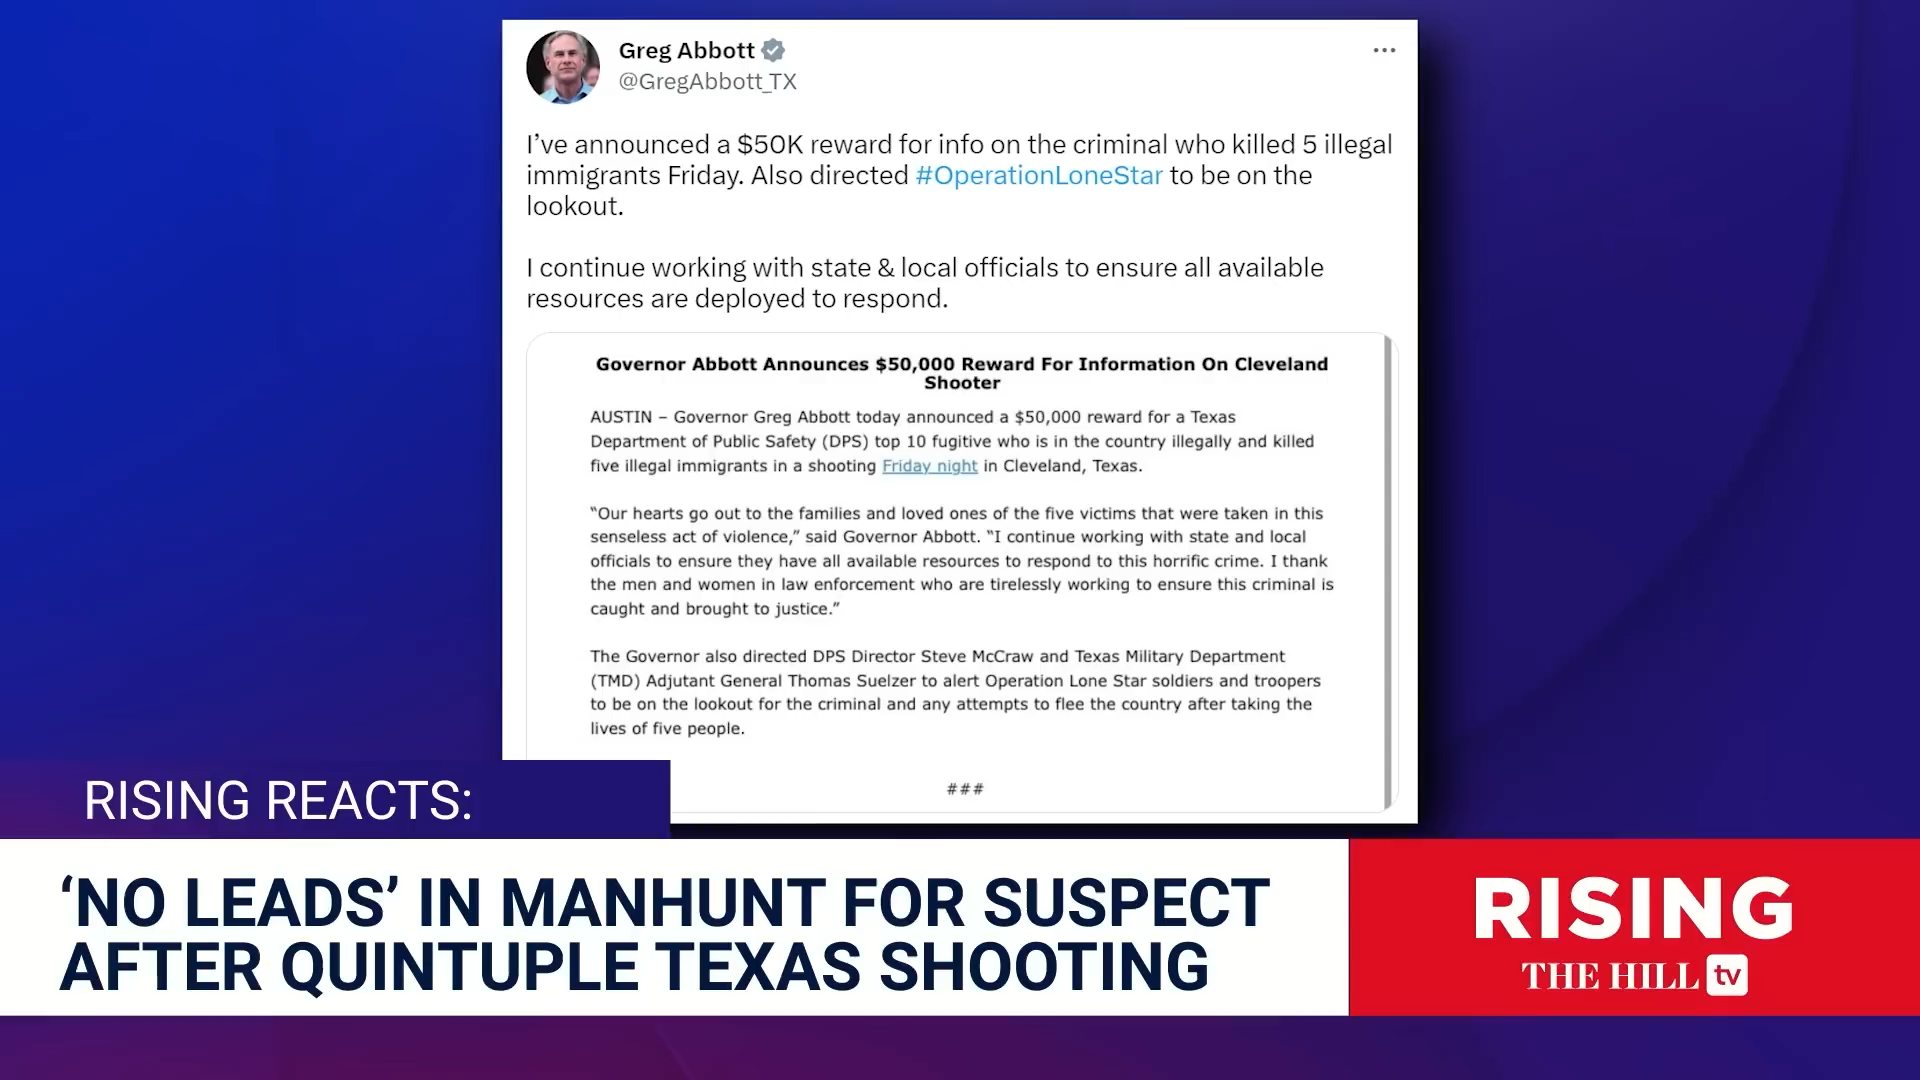 Greg Abbott
@GregAbbott_TX
I’ve announced a $50K reward for info on the criminal who killed 5 illegal
immigrants Friday. Also directed #OperationLoneStar to be on the
lookout.
I continue working with state & local officials to ensure all available
resources are deployed to respond.
Governor Abbott Announces $50,000 Reward For Information On Cleveland
Shooter
AUSTIN – Governor Greg Abbott today announced a $50,000 reward for a Texas
Department of Public Safety (DPS) top 10 fugitive who is in the country illegally and killed
five illegal immigrants in a shooting Friday night in Cleveland, Texas.
“Our hearts go out to the families and loved ones of the five victims that were taken in this
senseless act of violence,” said Governor Abbott. “I continue working with state and local
officials to ensure they have all available resources to respond to this horrific crime. I thank
the men and women in law enforcement who are tirelessly working to ensure this criminal is
caught and brought to justice.”
The Governor also directed DPS Director Steve McCraw and Texas Military Department
(TMD) Adjutant General Thomas Suelzer to alert Operation Lone Star soldiers and troopers
to be on the lookout for the criminal and any attempts to flee the country after taking the
lives of five people.
###
RISING REACTS:
‘NO LEADS’ IN MANHUNT FOR SUSPECT
AFTER QUINTUPLE TEXAS SHOOTING
RISING
THE HILL tv